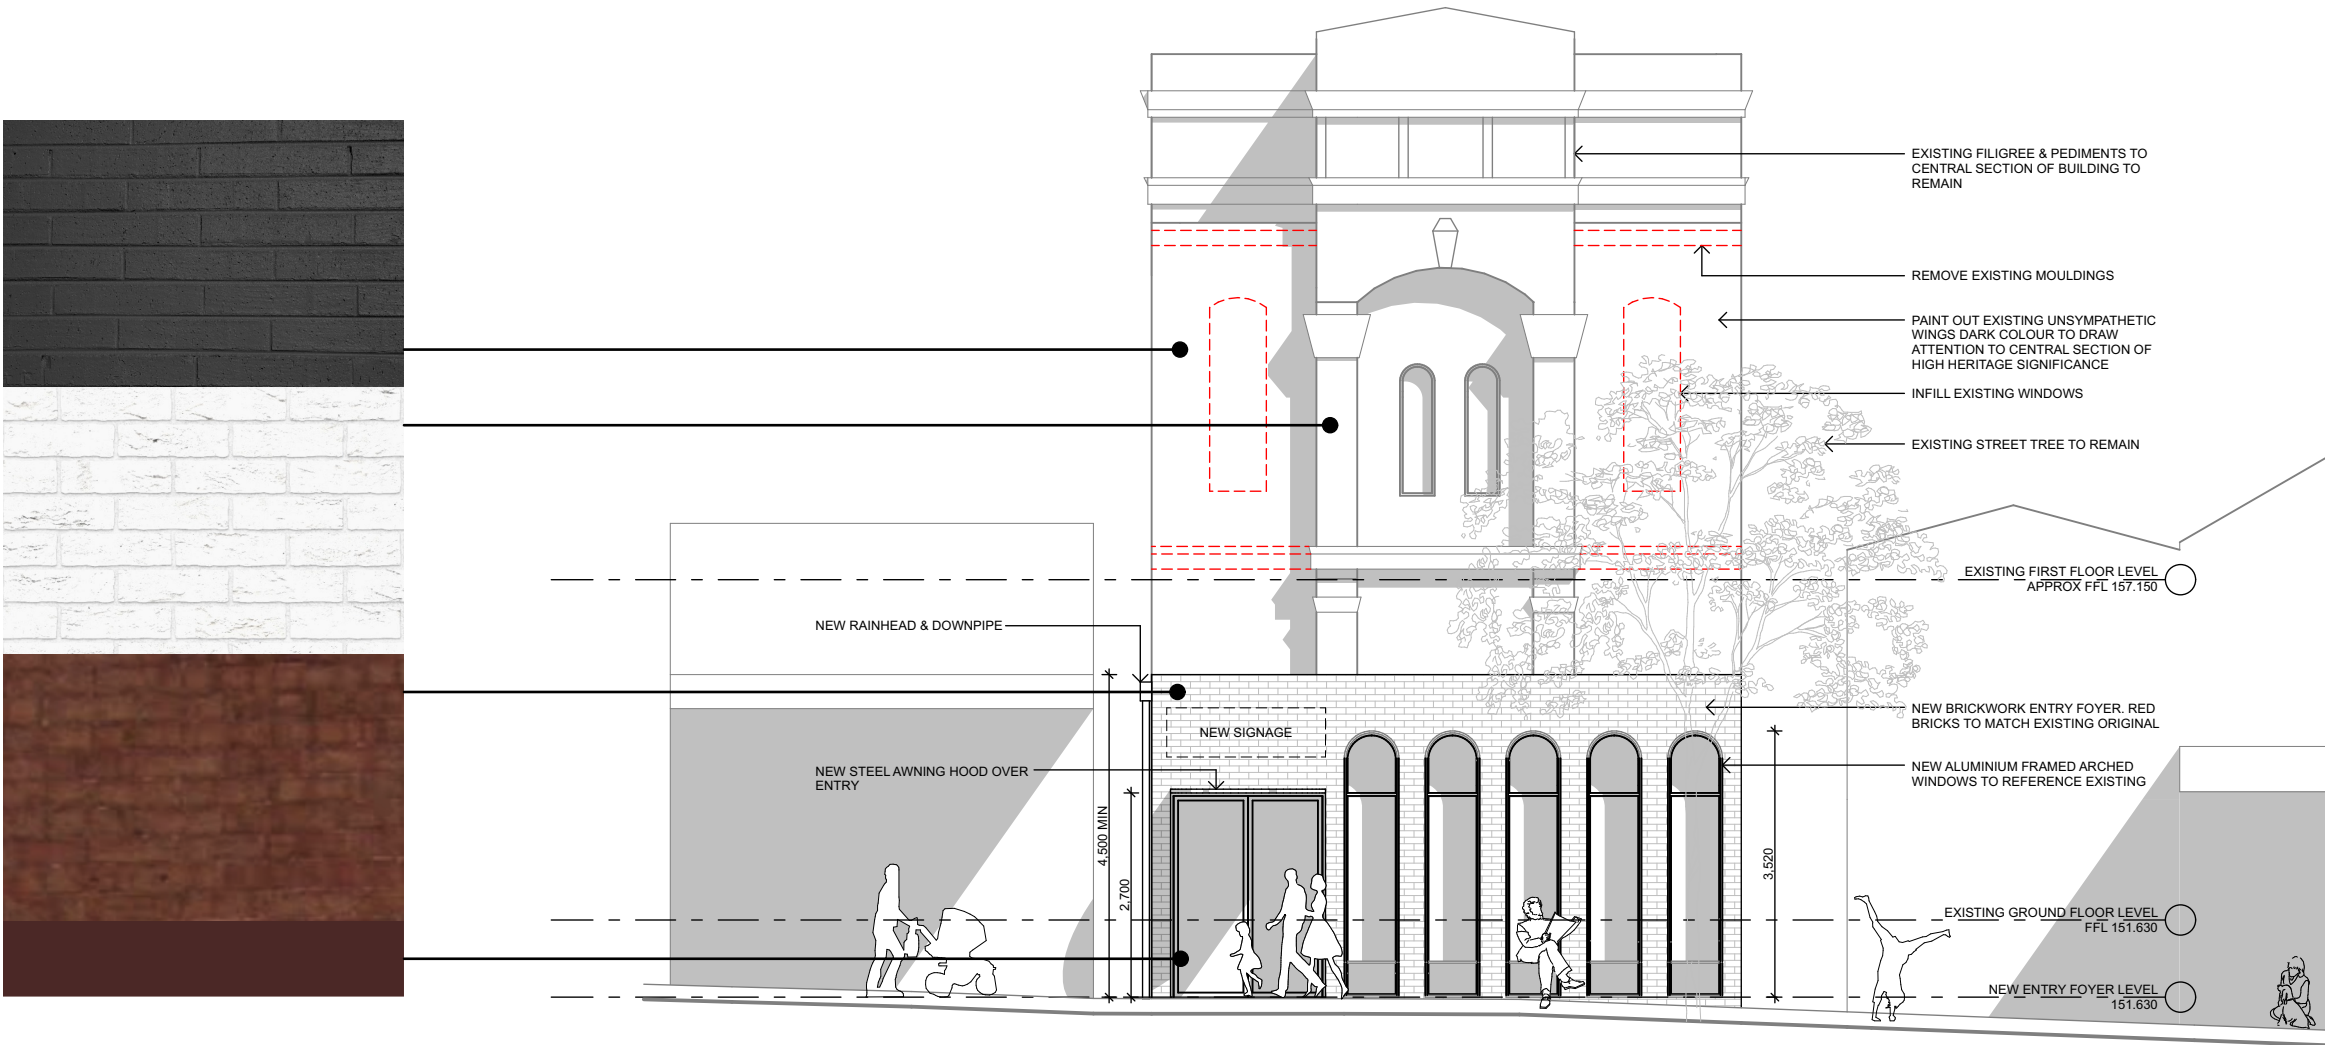 EXISTING FILIGREE & PEDIMENTS TO
CENTRAL SECTION OF BUILDING TO
REMAIN
REMOVE EXISTING MOULDINGS
PAINT OUT EXISTING UNSYMPATHETIC
WINGS DARK COLOUR TO DRAW
ATTENTION TO CENTRAL SECTION OF
HIGH HERITAGE SIGNIFICANCE
INFILL EXISTING WINDOWS
EXISTING STREET TREE TO REMAIN
EXISTING FIRST FLOOR LEVEL
APPROX FFL 157.150
NEW RAINHEAD & DOWNPIPE
NEW SIGNAGE
NEW BRICKWORK ENTRY FOYER. RED
BRICKS TO MATCH EXISTING ORIGINAL
NEW STEEL AWNING HOOD OVER
ENTRY
NEW ALUMINIUM FRAMED ARCHED
WINDOWS TO REFERENCE EXISTING
4,500 MIN
2,700
3,520
EXISTING GROUND FLOOR LEVEL
FFL 151.630
NEW ENTRY FOYER LEVEL
151.630